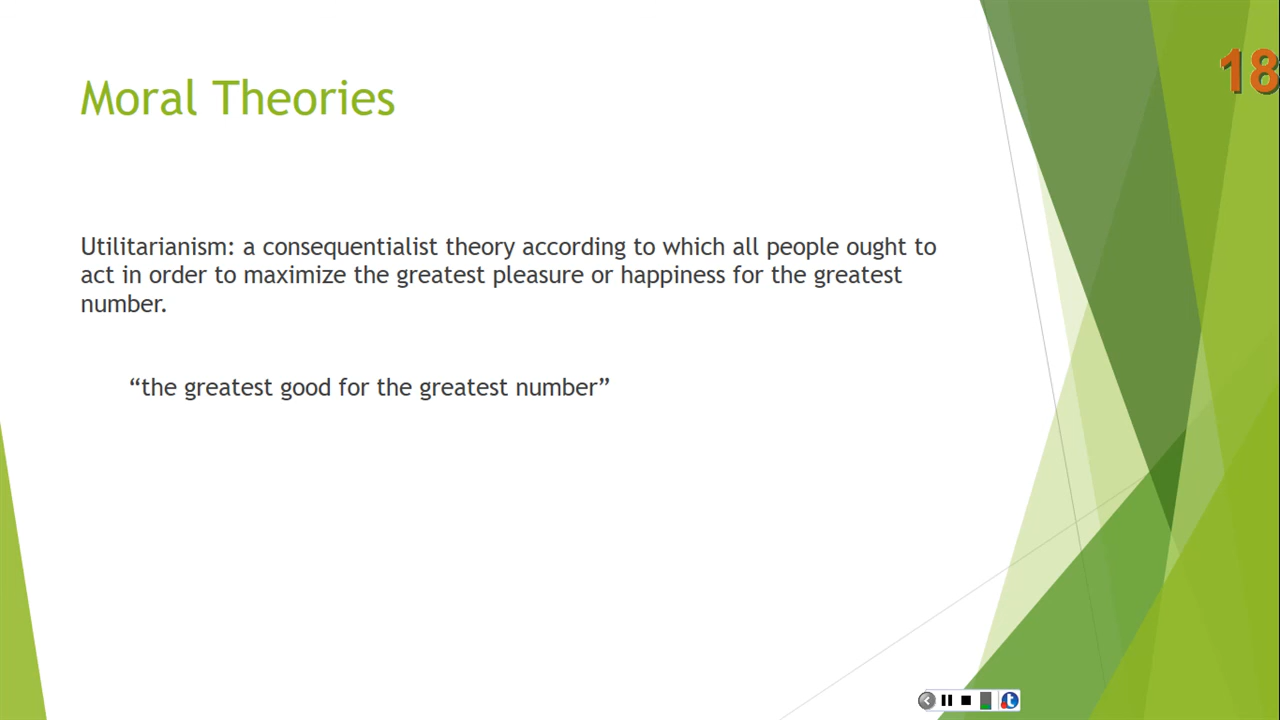 Moral Theories
18
Utilitarianism: a consequentialist theory according to which all people ought to
act in order to maximize the greatest pleasure or happiness for the greatest
number.
“the greatest good for the greatest number”
t